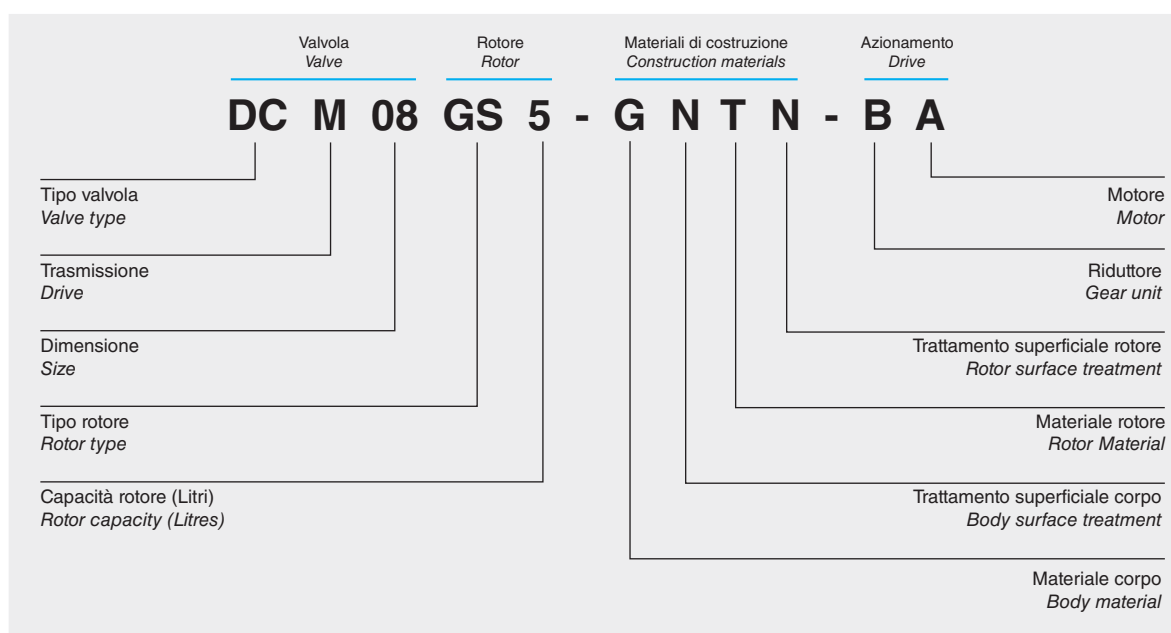 Valvola
Valve
Rotore
Rotor
Materiali di costruzione
Construction materials
Azionamento
Drive
DC M 08 GS 5 - G N T N - B A
Tipo valvola
Valve type
Trasmissione
Drive
Dimensione
Size
Tipo rotore
Rotor type
Capacità rotore (Litri)
Rotor capacity (Litres)
Motore
Motor
Riduttore
Gear unit
Trattamento superficiale rotore
Rotor surface treatment
Materiale rotore
Rotor Material
Trattamento superficiale corpo
Body surface treatment
Materiale corpo
Body material